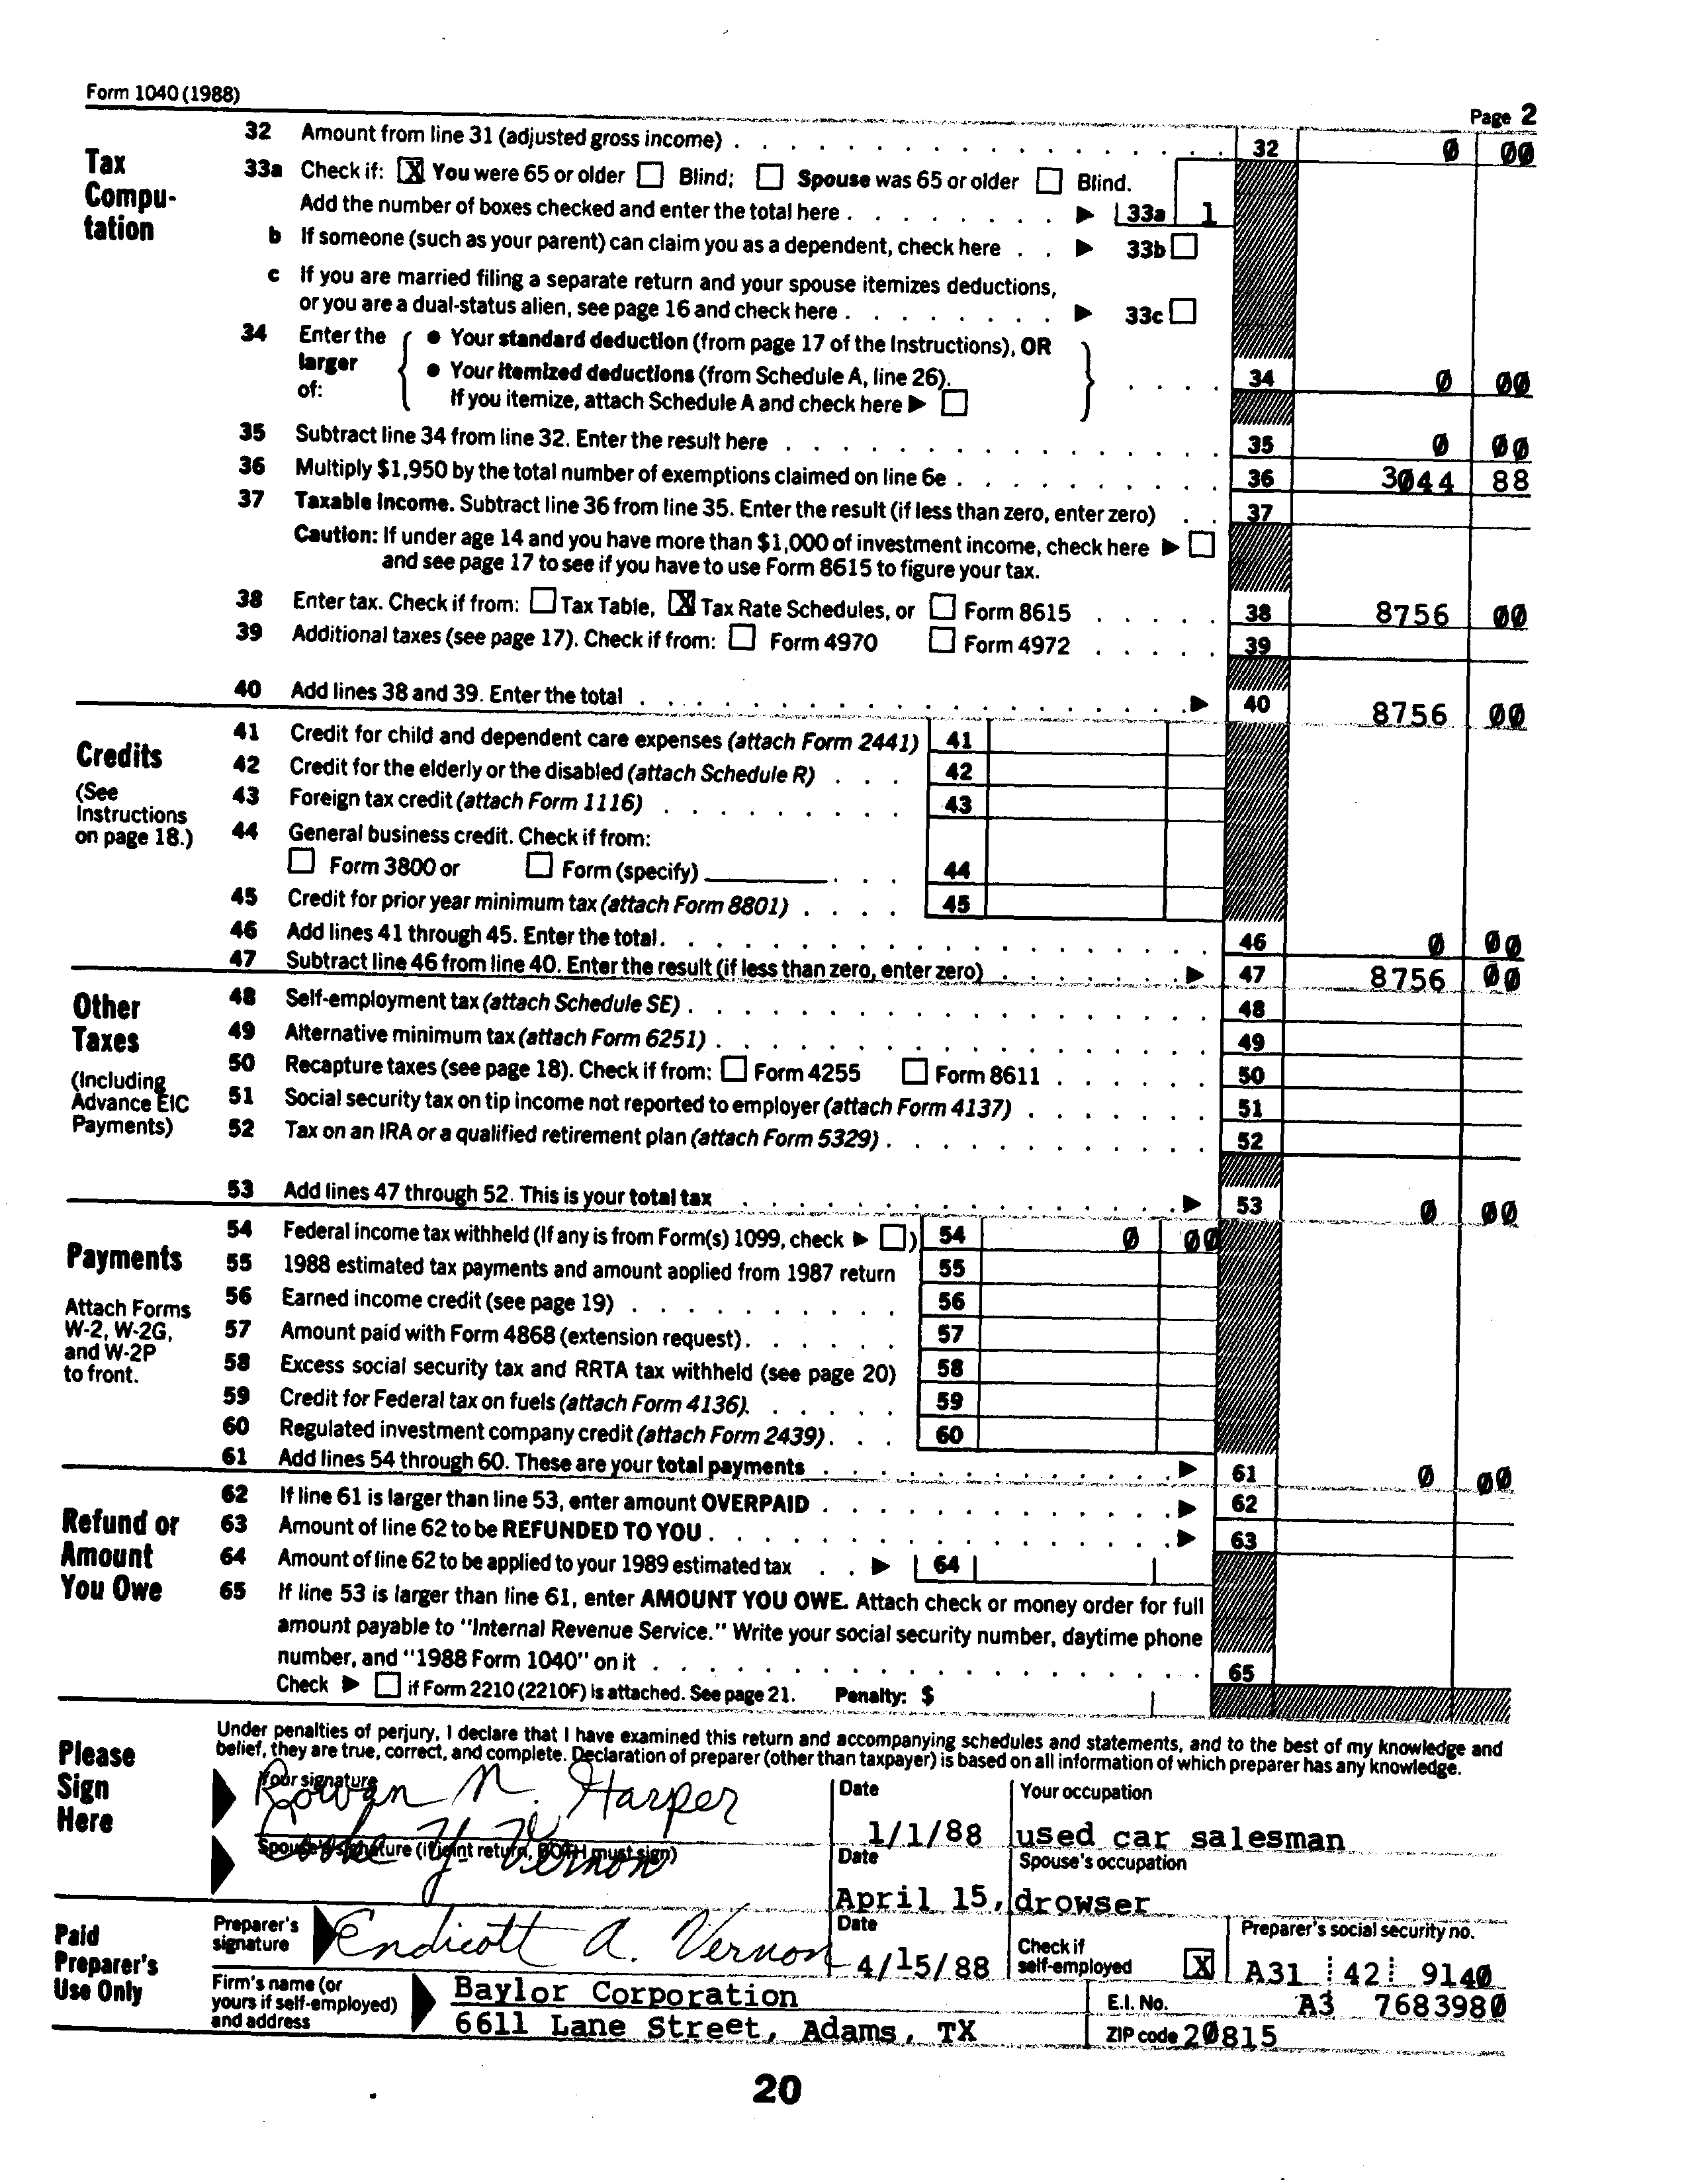 Form 1040 (1988)
Page 2
Tax Compu-tation
32 Amount from line 31 (adjusted gross income) . . . . 32 0 00
33a Check if: [X] You were 65 or older [ ] Blind; [ ] Spouse was 65 or older [ ] Blind.
Add the number of boxes checked and enter the total here . . . ▶ 33a 1
b If someone (such as your parent) can claim you as a dependent, check here . . ▶ 33b [ ]
c If you are married filing a separate return and your spouse itemizes deductions,
or you are a dual-status alien, see page 16 and check here . . . ▶ 33c [ ]
34 Enter the larger of: { ● Your standard deduction (from page 17 of the Instructions), OR
● Your itemized deductions (from Schedule A, line 26).
If you itemize, attach Schedule A and check here ▶ [ ] } . . . . 34 0 00
35 Subtract line 34 from line 32. Enter the result here . . . . 35 0 00
36 Multiply $1,950 by the total number of exemptions claimed on line 6e . . . . 36 3044 88
37 Taxable income. Subtract line 36 from line 35. Enter the result (if less than zero, enter zero) . . 37
Caution: If under age 14 and you have more than $1,000 of investment income, check here ▶ [ ]
and see page 17 to see if you have to use Form 8615 to figure your tax.
38 Enter tax. Check if from: [ ] Tax Table, [X] Tax Rate Schedules, or [ ] Form 8615 . . . . 38 8756 00
39 Additional taxes (see page 17). Check if from: [ ] Form 4970 [ ] Form 4972 . . . . 39
40 Add lines 38 and 39. Enter the total . . . . ▶ 40 8756 00
Credits
(See Instructions on page 18.)
41 Credit for child and dependent care expenses (attach Form 2441) 41
42 Credit for the elderly or the disabled (attach Schedule R) . . . 42
43 Foreign tax credit (attach Form 1116) . . . . 43
44 General business credit. Check if from:
[ ] Form 3800 or [ ] Form (specify) ________ . . . 44
45 Credit for prior year minimum tax (attach Form 8801) . . . . 45
46 Add lines 41 through 45. Enter the total . . . . 46 0 00
47 Subtract line 46 from line 40. Enter the result (if less than zero, enter zero) . . . . ▶ 47 8756 00
Other Taxes
(Including Advance EIC Payments)
48 Self-employment tax (attach Schedule SE) . . . . 48
49 Alternative minimum tax (attach Form 6251) . . . . 49
50 Recapture taxes (see page 18). Check if from: [ ] Form 4255 [ ] Form 8611 . . . . 50
51 Social security tax on tip income not reported to employer (attach Form 4137) . . . . 51
52 Tax on an IRA or a qualified retirement plan (attach Form 5329) . . . . 52
53 Add lines 47 through 52. This is your total tax . . . . ▶ 53 0 00
Payments
Attach Forms W-2, W-2G, and W-2P to front.
54 Federal income tax withheld (If any is from Form(s) 1099, check ▶ [ ]) 54 0 00
55 1988 estimated tax payments and amount applied from 1987 return 55
56 Earned income credit (see page 19) . . . . 56
57 Amount paid with Form 4868 (extension request) . . . . 57
58 Excess social security tax and RRTA tax withheld (see page 20) 58
59 Credit for Federal tax on fuels (attach Form 4136) . . . . 59
60 Regulated investment company credit (attach Form 2439) . . . 60
61 Add lines 54 through 60. These are your total payments . . . . ▶ 61 0 00
Refund or Amount You Owe
62 If line 61 is larger than line 53, enter amount OVERPAID . . . . ▶ 62
63 Amount of line 62 to be REFUNDED TO YOU . . . . ▶ 63
64 Amount of line 62 to be applied to your 1989 estimated tax . . ▶ 64
65 If line 53 is larger than line 61, enter AMOUNT YOU OWE. Attach check or money order for full
amount payable to "Internal Revenue Service." Write your social security number, daytime phone
number, and "1988 Form 1040" on it . . . . 65
Check ▶ [ ] if Form 2210 (2210F) is attached. See page 21. Penalty: $
Please Sign Here
Under penalties of perjury, I declare that I have examined this return and accompanying schedules and statements, and to the best of my knowledge and
belief, they are true, correct, and complete. Declaration of preparer (other than taxpayer) is based on all information of which preparer has any knowledge.
Your signature Rowan N. Harper
Date 1/1/88
Your occupation used car salesman
Spouse's signature (if joint return, BOTH must sign) Y. Vernon
Date April 15,
Spouse's occupation drowser
Paid Preparer's Use Only
Preparer's signature Endicott A. Vernon
Date 4/15/88
Check if self-employed [X]
Preparer's social security no. A31 42 9140
Firm's name (or yours if self-employed) and address
Baylor Corporation
6611 Lane Street, Adams, TX
E.I. No. A3 7683980
ZIP code 20815
20